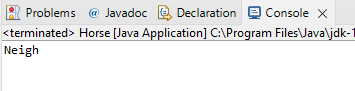 Problems @ Javadoc Declaration Console
<terminated> Horse [Java Application] C:\Program Files\Java\jdk-1
Neigh